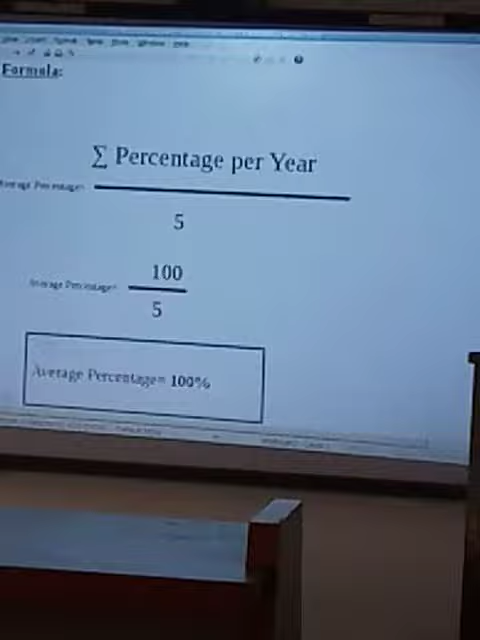 Formula:
∑ Percentage per Year
Average Percentage=
5
100
Average Percentage=
5
Average Percentage= 100%